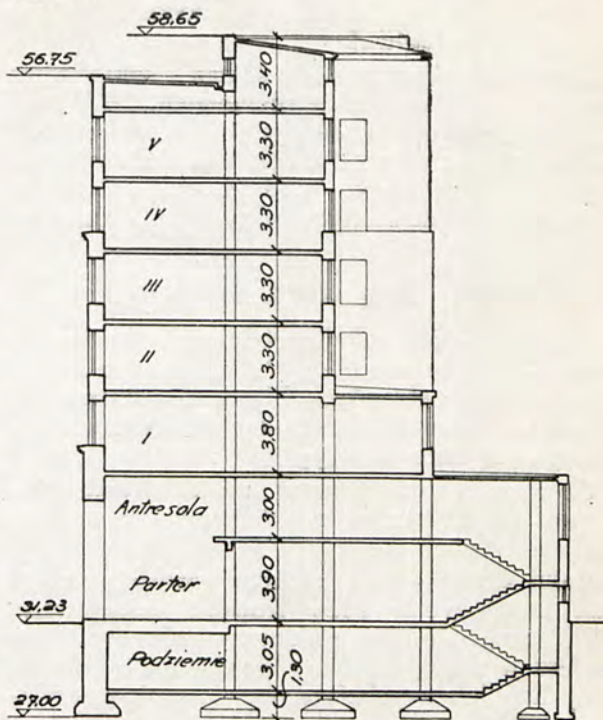 58,65
56.75
3.40
V
3.30
IV
3.30
III
3.30
II
3.30
I
3.80
Antresola
3.00
Parter
3.90
31,23
Podziemie
3.05
1,30
27.00